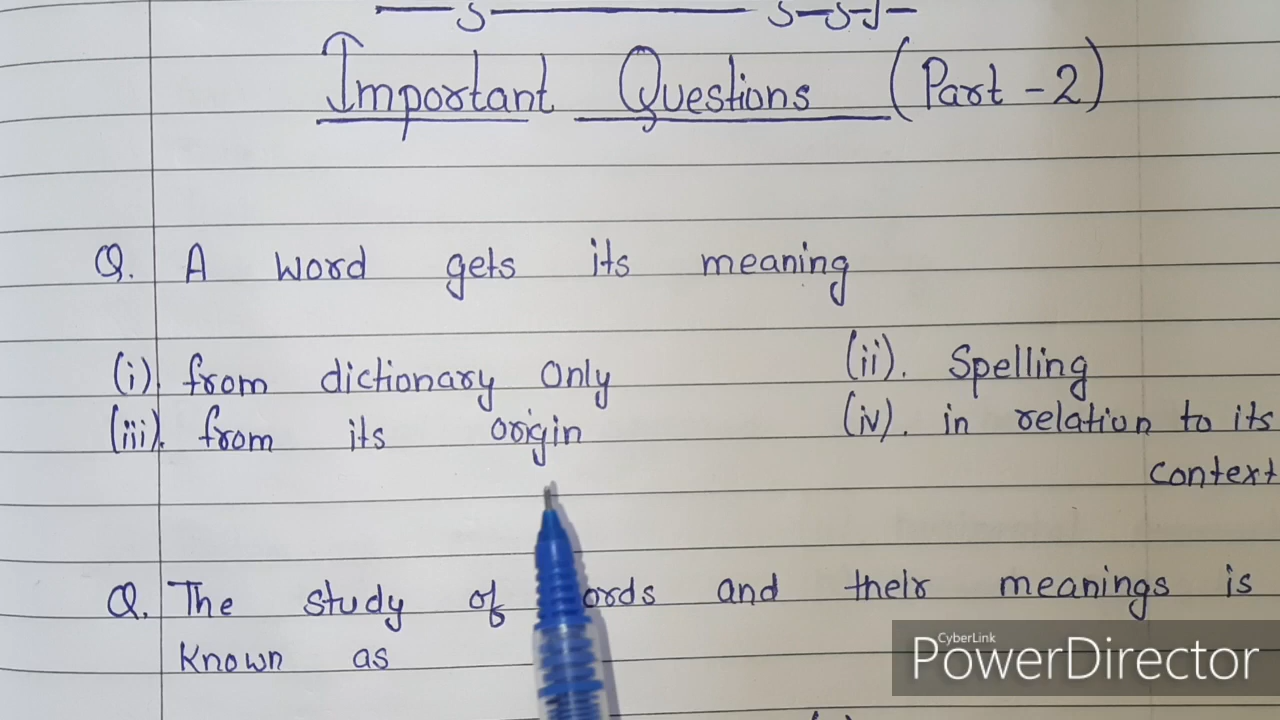 Important Questions (Part - 2)
Q. A word gets its meaning
(i) from dictionary only (ii). Spelling
(iii). from its origin (iv). in relation to its
context
Q. The study of ords and their meanings is
known as
CyberLink
PowerDirector